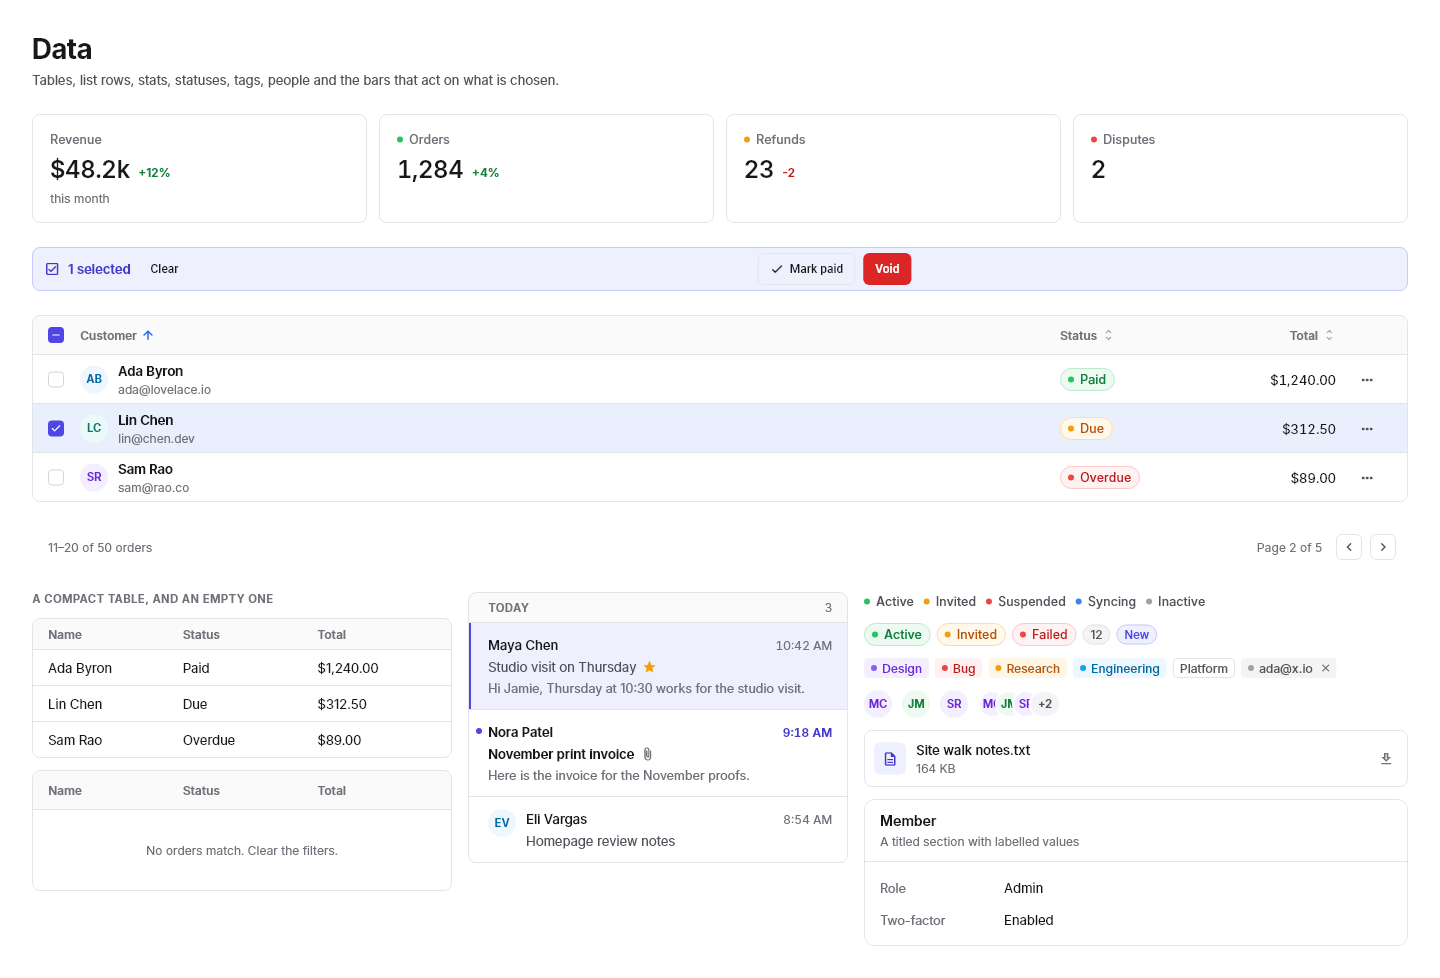 Data
Tables, list rows, stats, statuses, tags, people and the bars that act on what is chosen.
Revenue
$48.2k +12%
this month
Orders
1,284 +4%
Refunds
23 -2
Disputes
2
1 selected Clear Mark paid Void
Customer Status Total
AB Ada Byron ada@lovelace.io Paid $1,240.00
LC Lin Chen lin@chen.dev Due $312.50
SR Sam Rao sam@rao.co Overdue $89.00
11–20 of 50 orders Page 2 of 5
A COMPACT TABLE, AND AN EMPTY ONE
Name Status Total
Ada Byron Paid $1,240.00
Lin Chen Due $312.50
Sam Rao Overdue $89.00
Name Status Total
No orders match. Clear the filters.
TODAY 3
Maya Chen 10:42 AM
Studio visit on Thursday
Hi Jamie, Thursday at 10:30 works for the studio visit.
Nora Patel 9:18 AM
November print invoice
Here is the invoice for the November proofs.
EV Eli Vargas 8:54 AM
Homepage review notes
Active Invited Suspended Syncing Inactive
Active Invited Failed 12 New
Design Bug Research Engineering Platform ada@x.io
MC JM SR +2
Site walk notes.txt
164 KB
Member
A titled section with labelled values
Role Admin
Two-factor Enabled